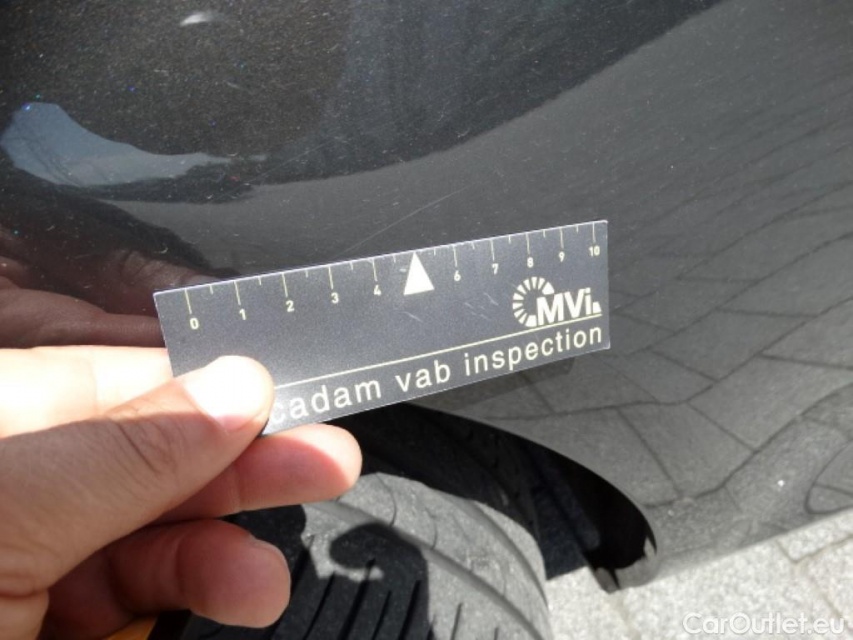 0 1 2 3 4 6 7 8 9 10
MVi
cadam vab inspection
CarOutlet.eu